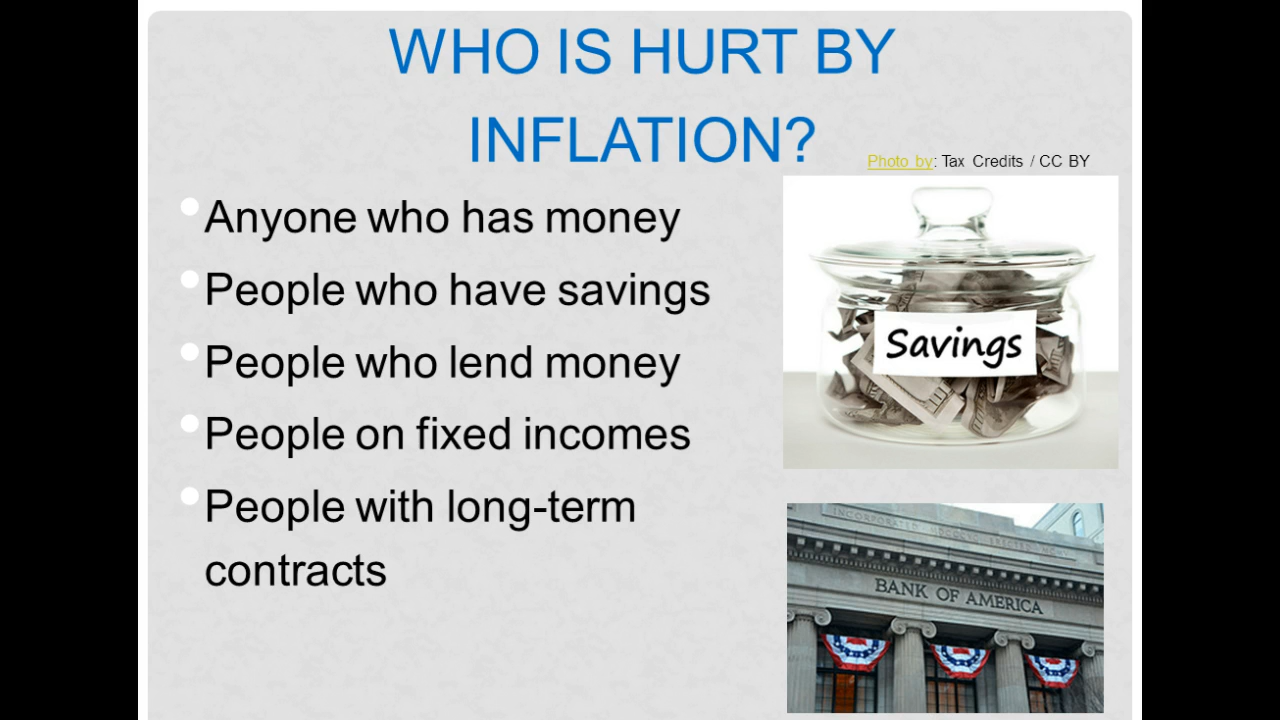 WHO IS HURT BY
INFLATION?
Photo by: Tax Credits / CC BY
Anyone who has money
People who have savings
People who lend money
People on fixed incomes
People with long-term
contracts
Savings
BANK OF AMERICA